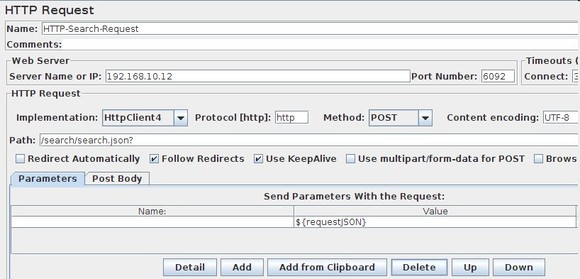 HTTP Request
Name: HTTP-Search-Request
Comments:
Web Server Timeouts (
Server Name or IP: 192.168.10.12 Port Number: 6092 Connect:
HTTP Request
Implementation: HttpClient4 Protocol [http]: http Method: POST Content encoding: UTF-8
Path: /search/search.json?
Redirect Automatically Follow Redirects Use KeepAlive Use multipart/form-data for POST Brows
Parameters Post Body
Send Parameters With the Request:
Name: Value
${requestJSON}
Detail Add Add from Clipboard Delete Up Down